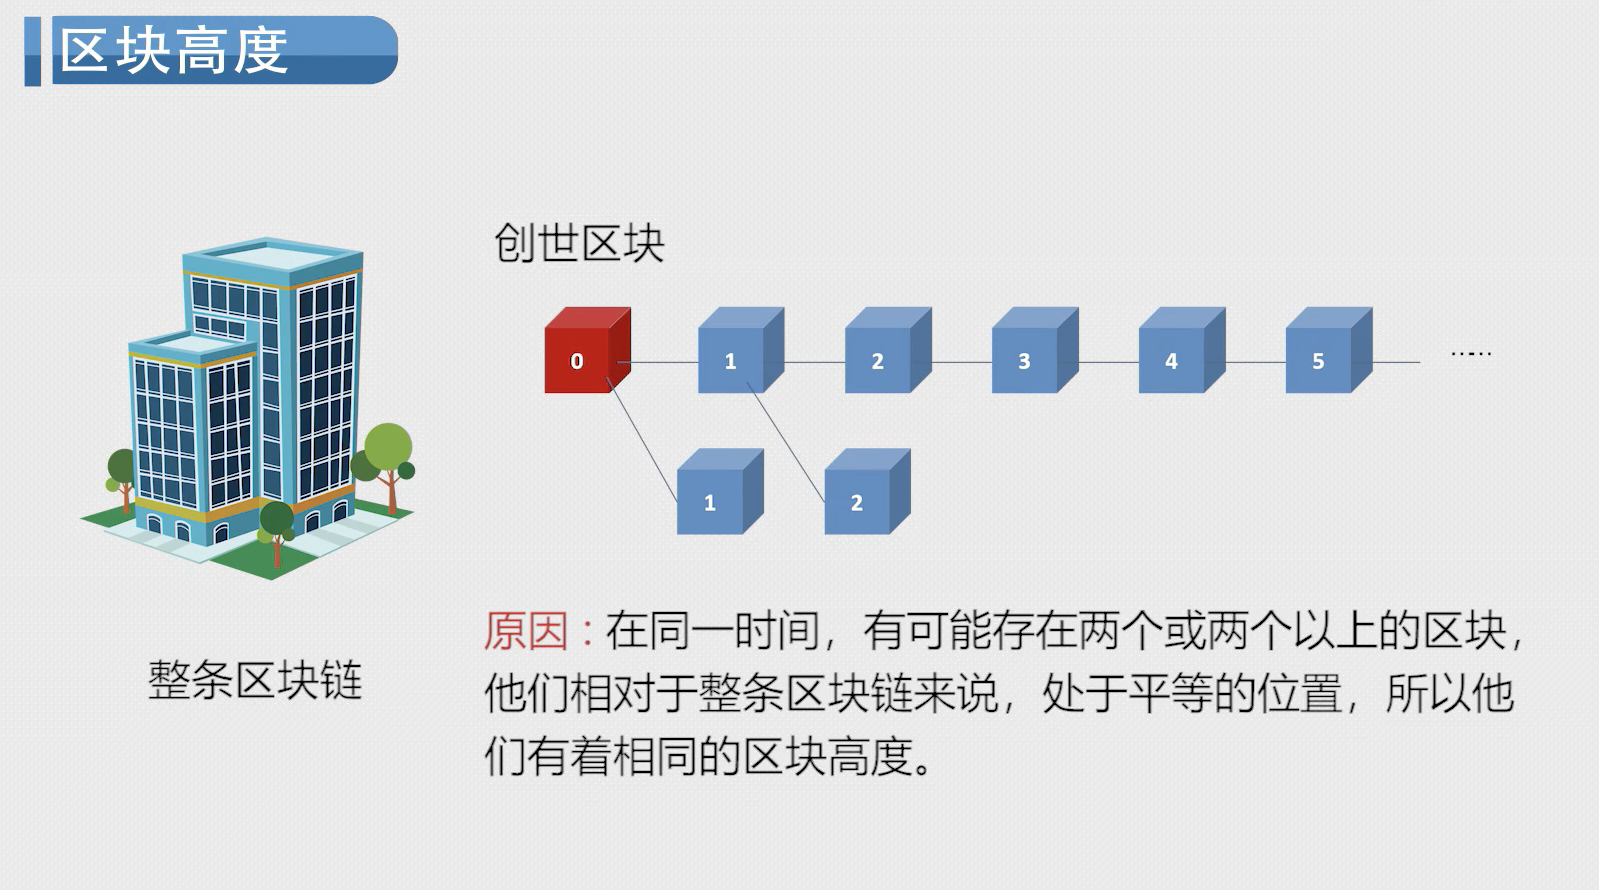 区块高度
创世区块
0 1 2 3 4 5 ......
1 2
整条区块链
原因：在同一时间，有可能存在两个或两个以上的区块，
他们相对于整条区块链来说，处于平等的位置，所以他
们有着相同的区块高度。